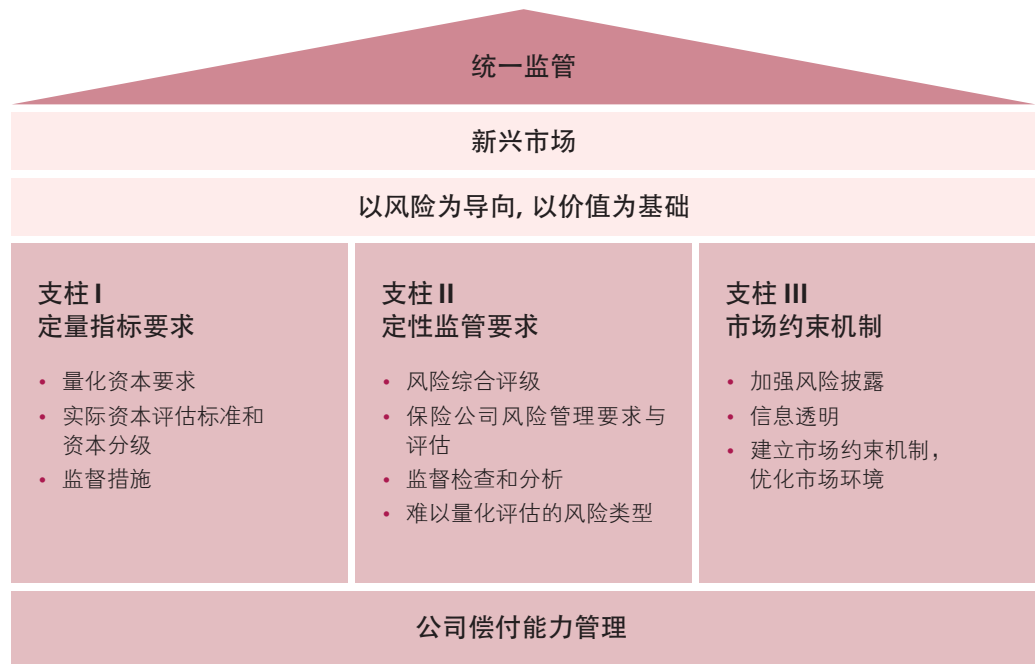 统一监管
新兴市场
以风险为导向, 以价值为基础
支柱 I
定量指标要求
• 量化资本要求
• 实际资本评估标准和
资本分级
• 监督措施
支柱 II
定性监管要求
• 风险综合评级
• 保险公司风险管理要求与
评估
• 监督检查和分析
• 难以量化评估的风险类型
支柱 III
市场约束机制
• 加强风险披露
• 信息透明
• 建立市场约束机制，
优化市场环境
公司偿付能力管理